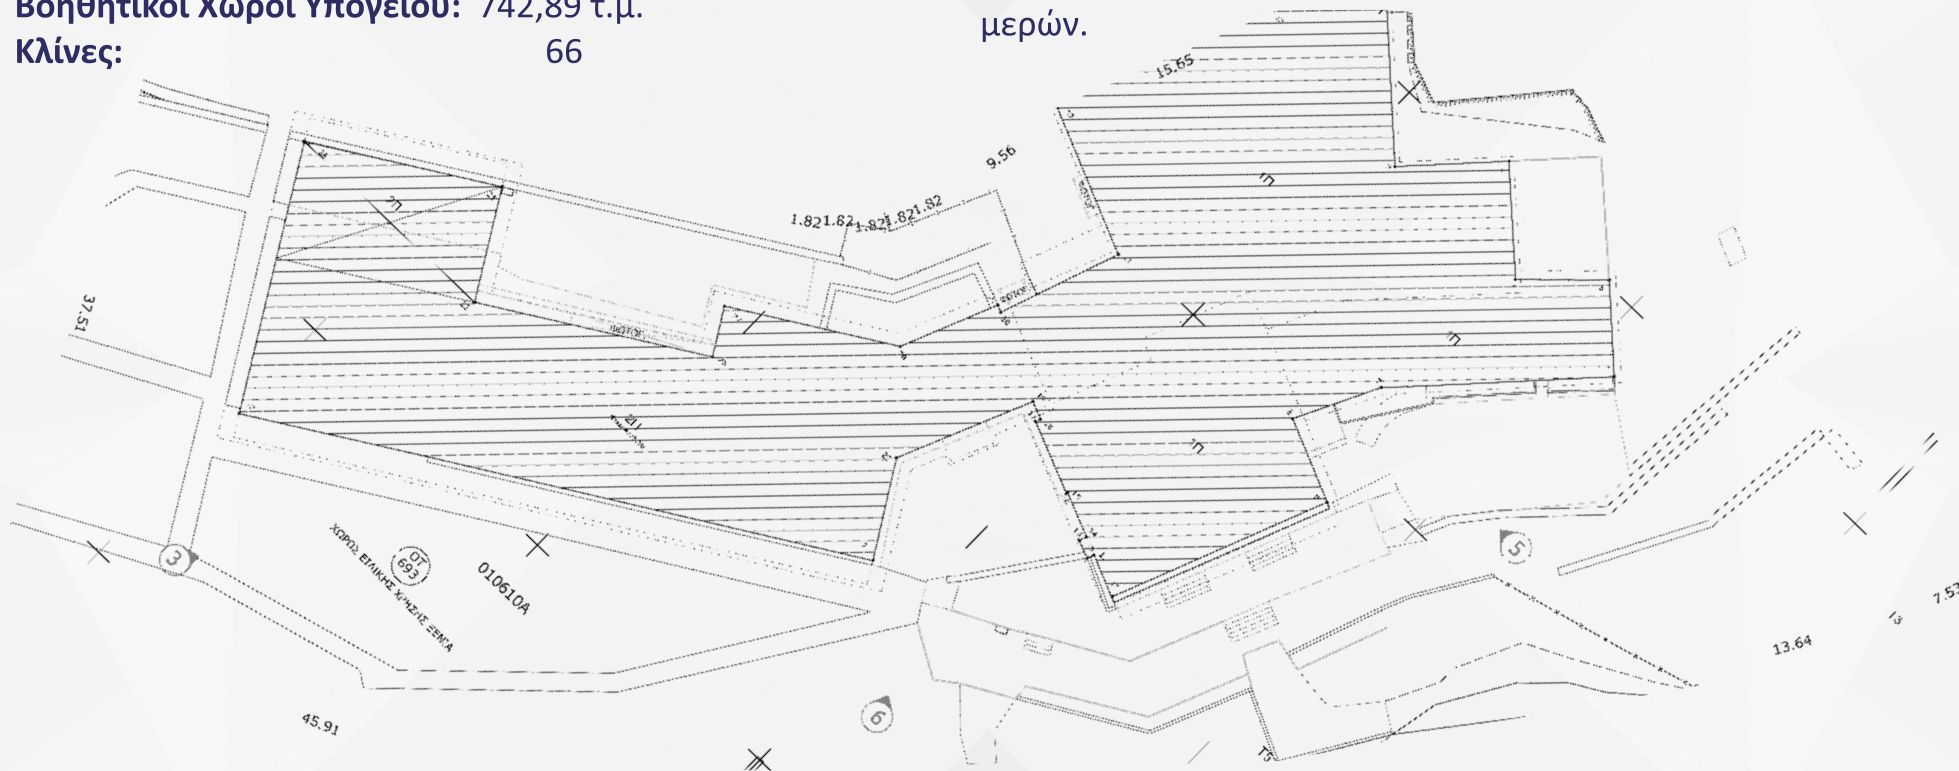 Βοηθητικοί Χώροι Υπογείου: 742,89 τ.μ.
Κλίνες: 66
μερών.
15.65
9.56
1.82 1.82 1.82 1.82 1.82
37.51
3
ΟΤ
693
010610Α
ΧΩΡΟΣ ΕΙΔΙΚΗΣ ΧΡΗΣΗΣ ΞΕΝΙΑ
5
6
45.91
7.53
13
13.64